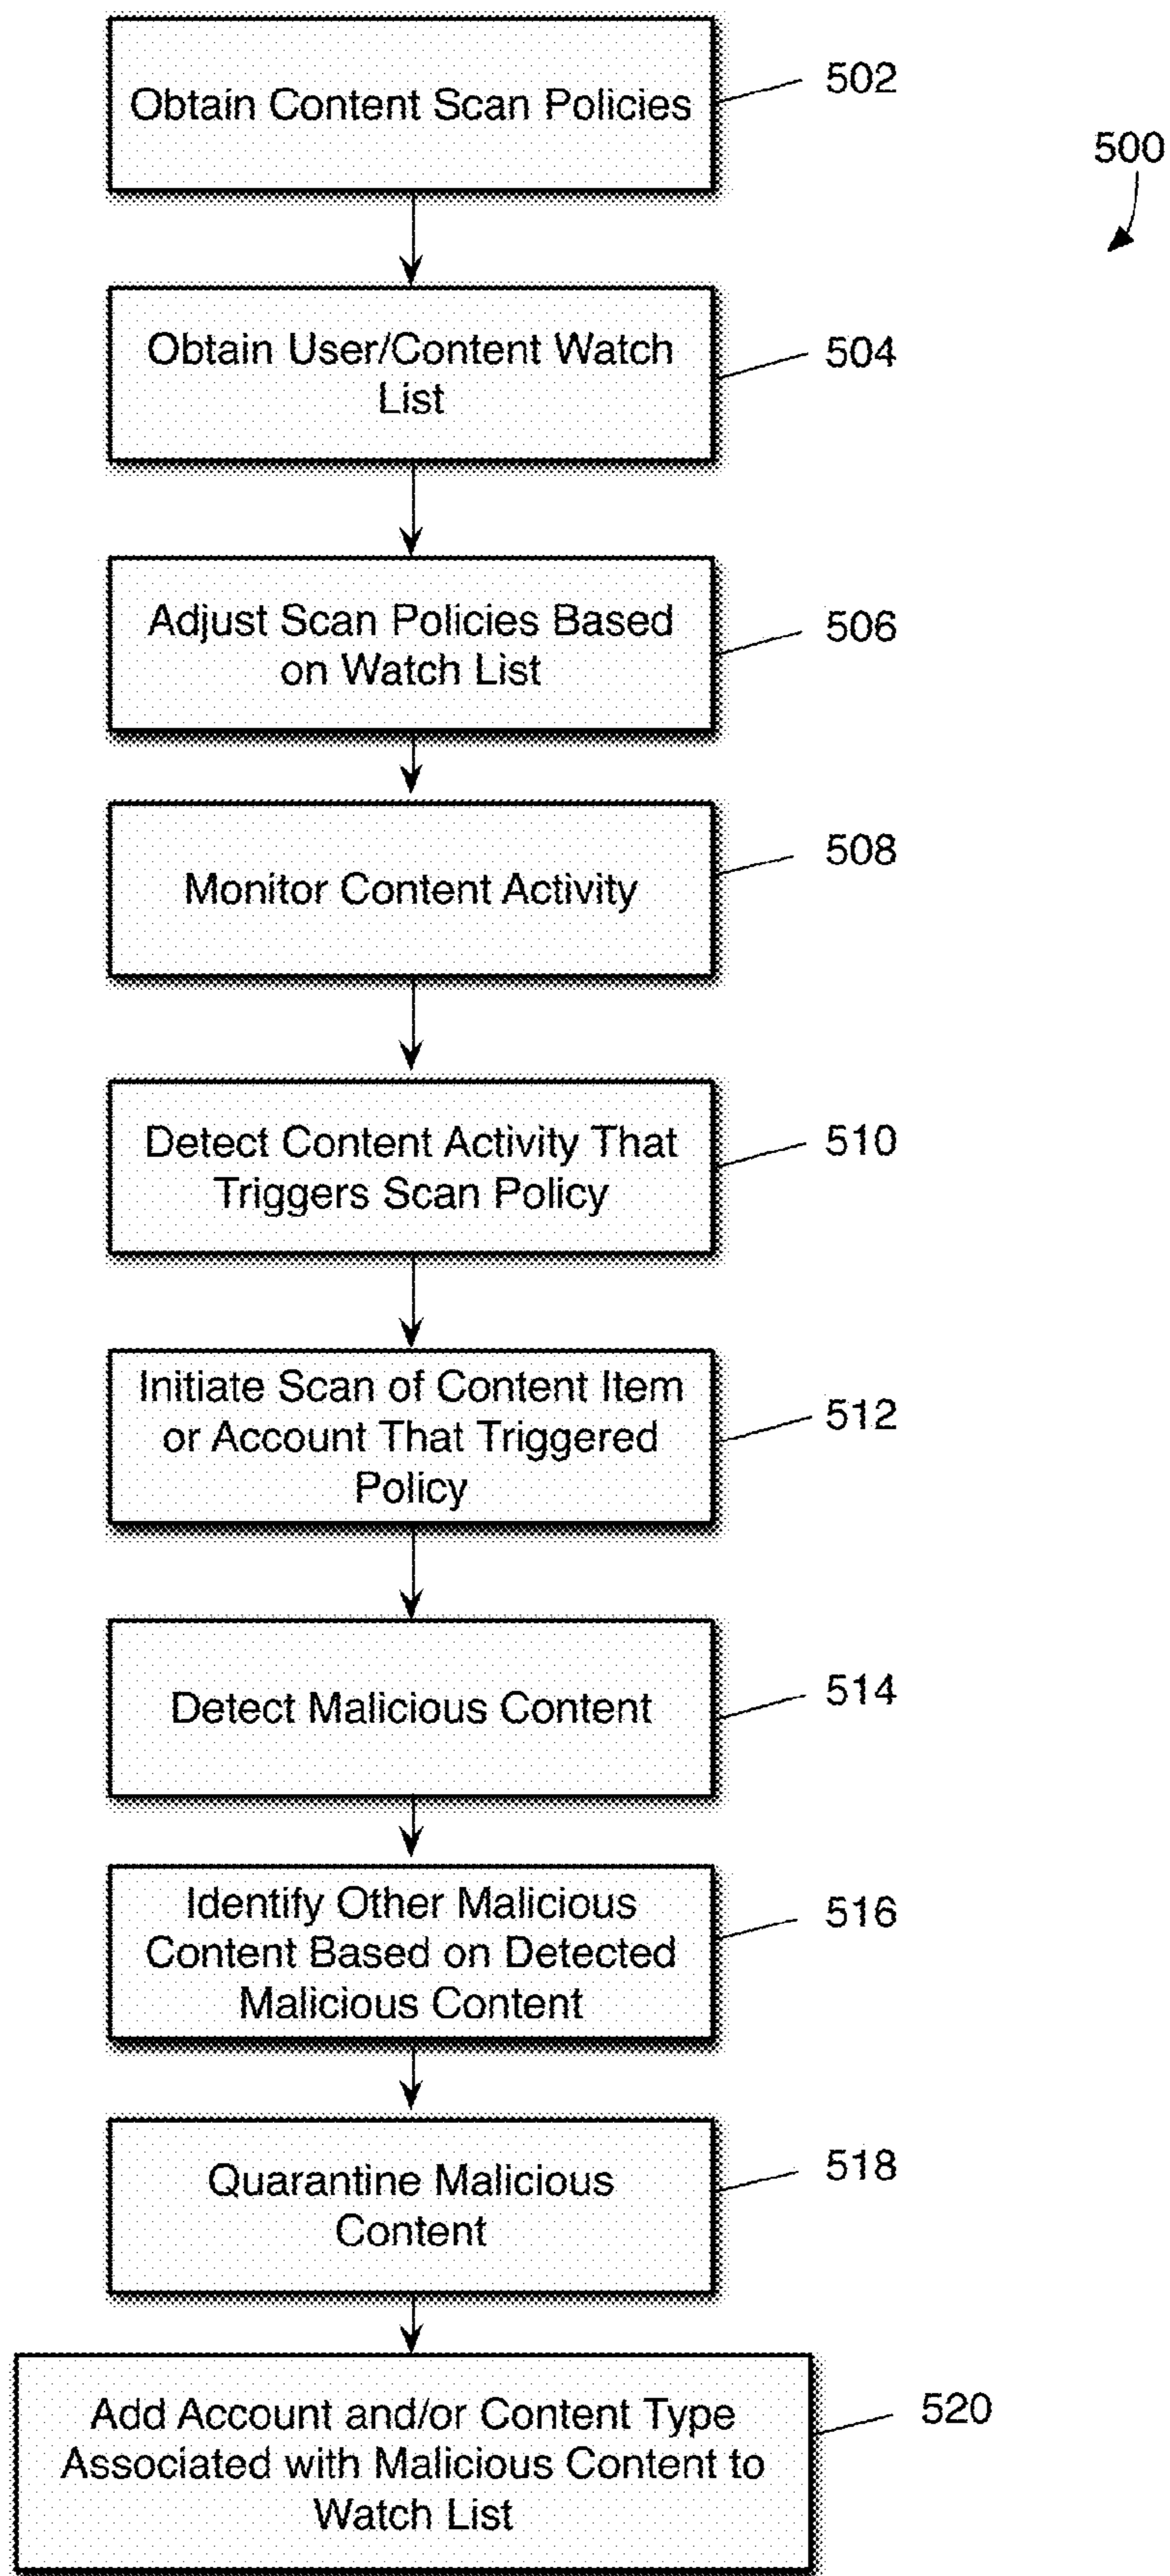 Obtain Content Scan Policies
502
500
Obtain User/Content Watch
List
504
Adjust Scan Policies Based
on Watch List
506
Monitor Content Activity
508
Detect Content Activity That
Triggers Scan Policy
510
Initiate Scan of Content Item
or Account That Triggered
Policy
512
Detect Malicious Content
514
Identify Other Malicious
Content Based on Detected
Malicious Content
516
Quarantine Malicious
Content
518
Add Account and/or Content Type
Associated with Malicious Content to
Watch List
520